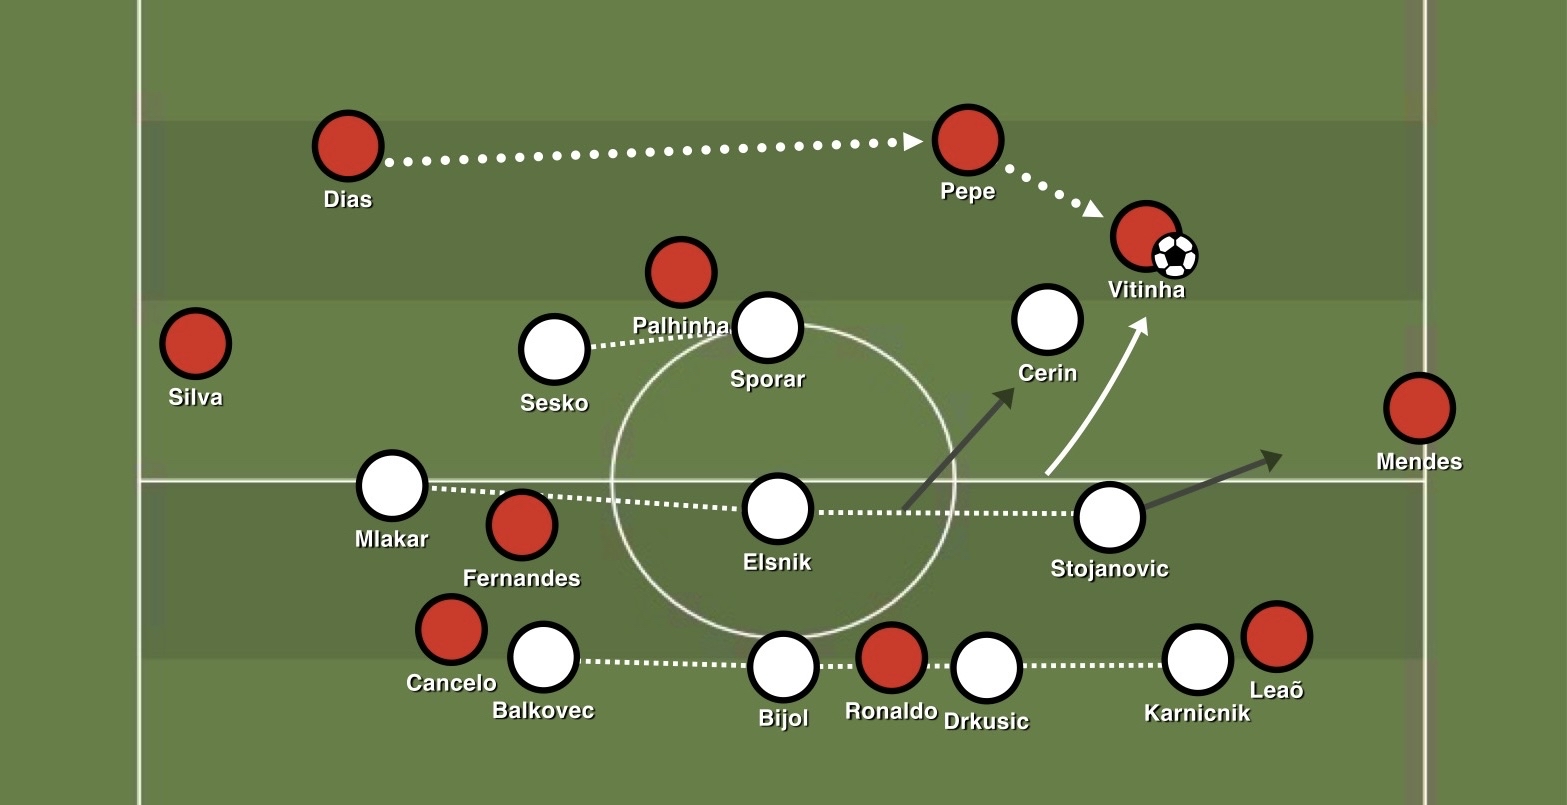 Dias
Pepe
Vitinha
Palhinha
Silva
Sporar
Cerin
Sesko
Mendes
Mlakar
Elsnik
Stojanovic
Fernandes
Cancelo
Balkovec
Bijol
Ronaldo
Drkusic
Karnicnik
Leaõ